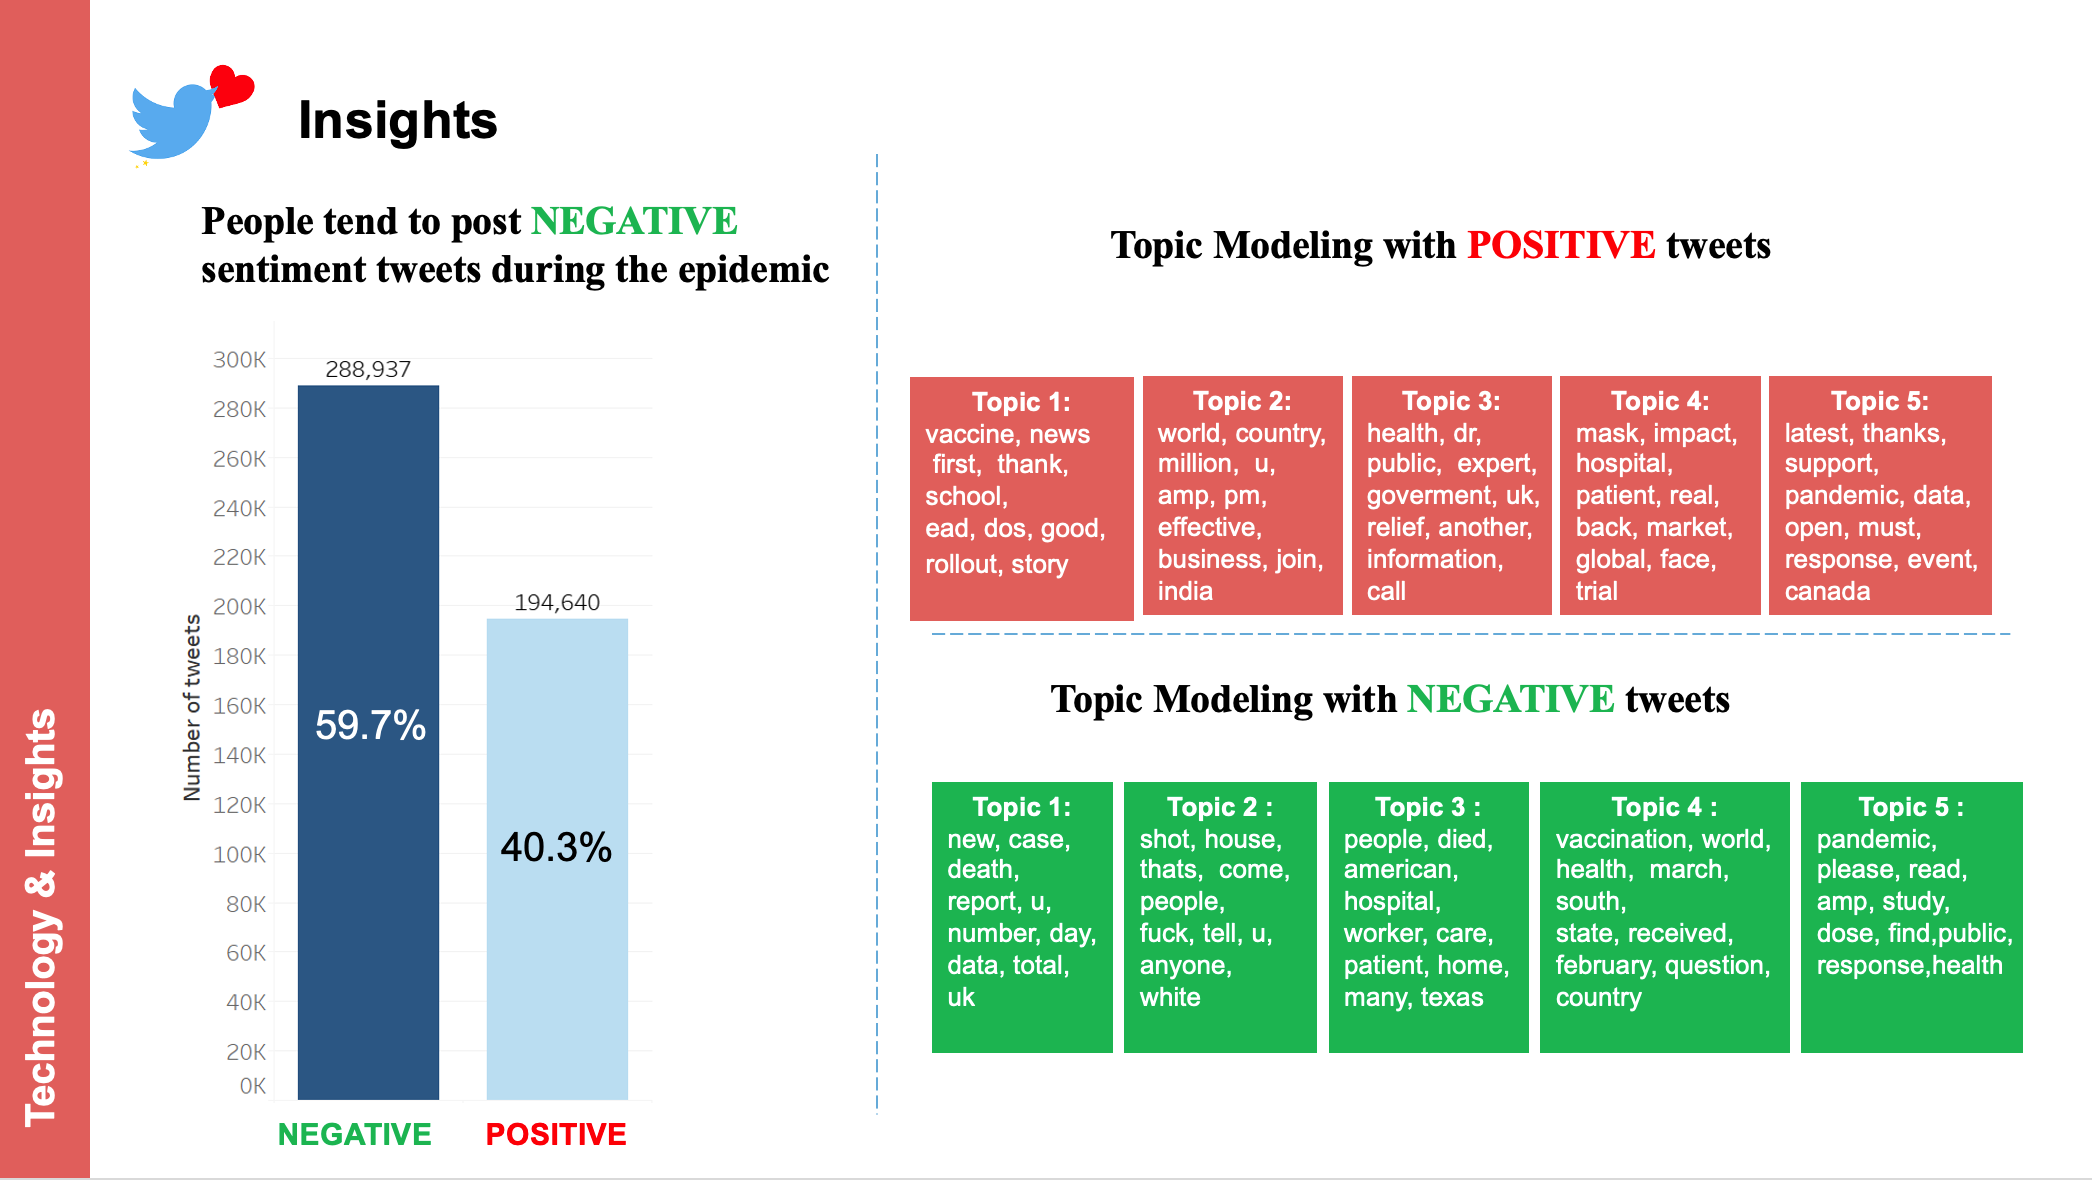 Technology & Insights
Insights
People tend to post NEGATIVE
sentiment tweets during the epidemic
Number of tweets
300K
280K
260K
240K
220K
200K
180K
160K
140K
120K
100K
80K
60K
40K
20K
0K
288,937
59.7%
194,640
40.3%
NEGATIVE
POSITIVE
Topic Modeling with POSITIVE tweets
Topic 1:
vaccine, news
first, thank,
school,
ead, dos, good,
rollout, story
Topic 2:
world, country,
million, u,
amp, pm,
effective,
business, join,
india
Topic 3:
health, dr,
public, expert,
goverment, uk,
relief, another,
information,
call
Topic 4:
mask, impact,
hospital,
patient, real,
back, market,
global, face,
trial
Topic 5:
latest, thanks,
support,
pandemic, data,
open, must,
response, event,
canada
Topic Modeling with NEGATIVE tweets
Topic 1:
new, case,
death,
report, u,
number, day,
data, total,
uk
Topic 2 :
shot, house,
thats, come,
people,
fuck, tell, u,
anyone,
white
Topic 3 :
people, died,
american,
hospital,
worker, care,
patient, home,
many, texas
Topic 4 :
vaccination, world,
health, march,
south,
state, received,
february, question,
country
Topic 5 :
pandemic,
please, read,
amp, study,
dose, find,public,
response,health